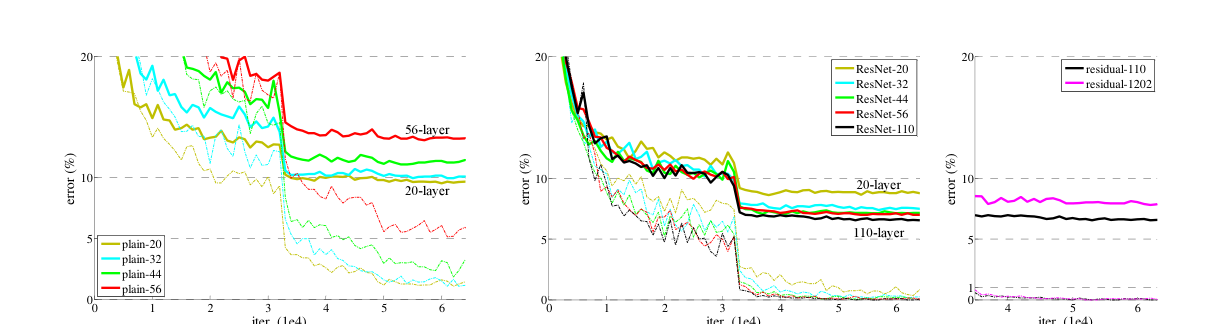 20
10
5
0
error (%)
1
2
3
4
5
6
iter. (1e4)
56-layer
20-layer
plain-20
plain-32
plain-44
plain-56
20
10
5
0
error (%)
0
1
2
3
4
5
6
iter. (1e4)
ResNet-20
ResNet-32
ResNet-44
ResNet-56
ResNet-110
20-layer
110-layer
20
10
5
1
0
error (%)
4
5
6
iter. (1e4)
residual-110
residual-1202